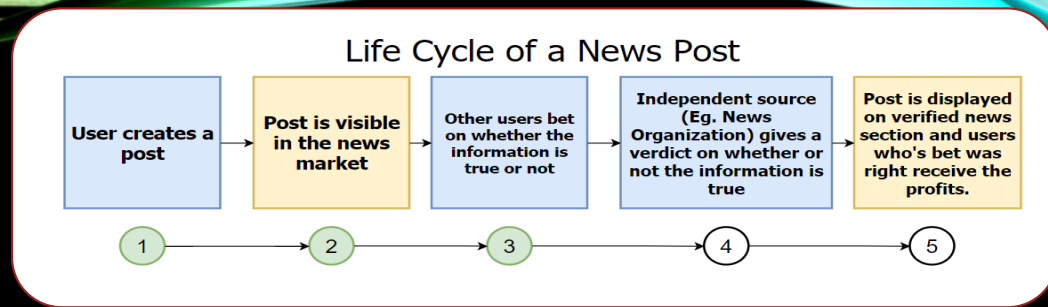 Life Cycle of a News Post
User creates a
post
Post is visible
in the news
market
Other users bet
on whether the
information is
true or not
Independent source
(Eg. News
Organization) gives a
verdict on whether or
not the information is
true
Post is displayed
on verified news
section and users
who's bet was
right receive the
profits.
1
2
3
4
5